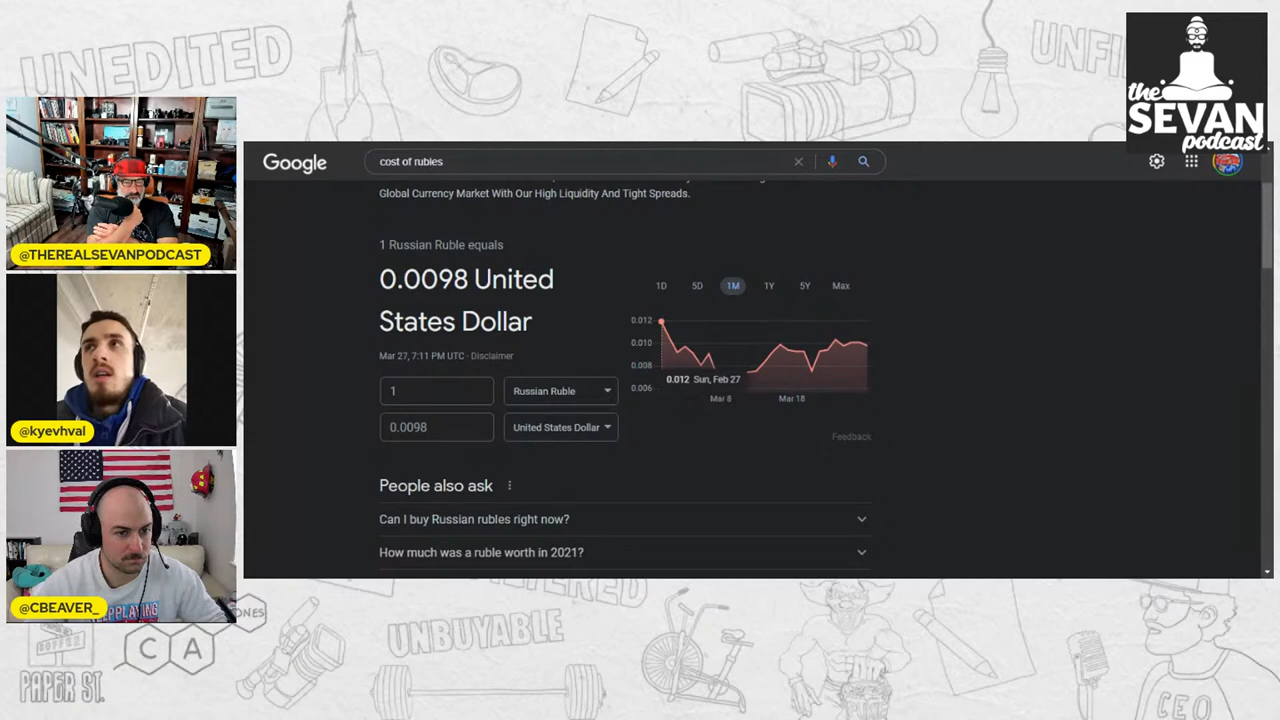 UNEDITED
UNFI
the
SEVAN
podcast
@THEREALSEVANPODCAST
@kyevhval
@CBEAVER_
Google
cost of rubles
Global Currency Market With Our High Liquidity And Tight Spreads.
1 Russian Ruble equals
0.0098 United
States Dollar
Mar 27, 7:11 PM UTC · Disclaimer
1
Russian Ruble
0.0098
United States Dollar
1D
5D
1M
1Y
5Y
Max
0.012
0.010
0.008
0.006
0.012 Sun, Feb 27
Mar 8
Mar 18
Feedback
People also ask
Can I buy Russian rubles right now?
How much was a ruble worth in 2021?
TERED
UNBUYABLE
ONES
C
A
COFFEE
PAPER ST.
CEO